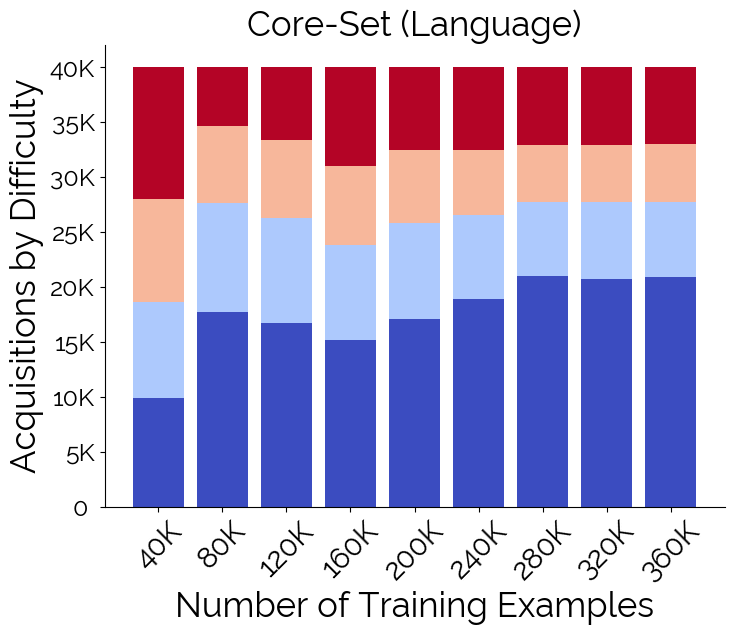 Core-Set (Language)
Acquisitions by Difficulty
40K
35K
30K
25K
20K
15K
10K
5K
0
40K 80K 120K 160K 200K 240K 280K 320K 360K
Number of Training Examples